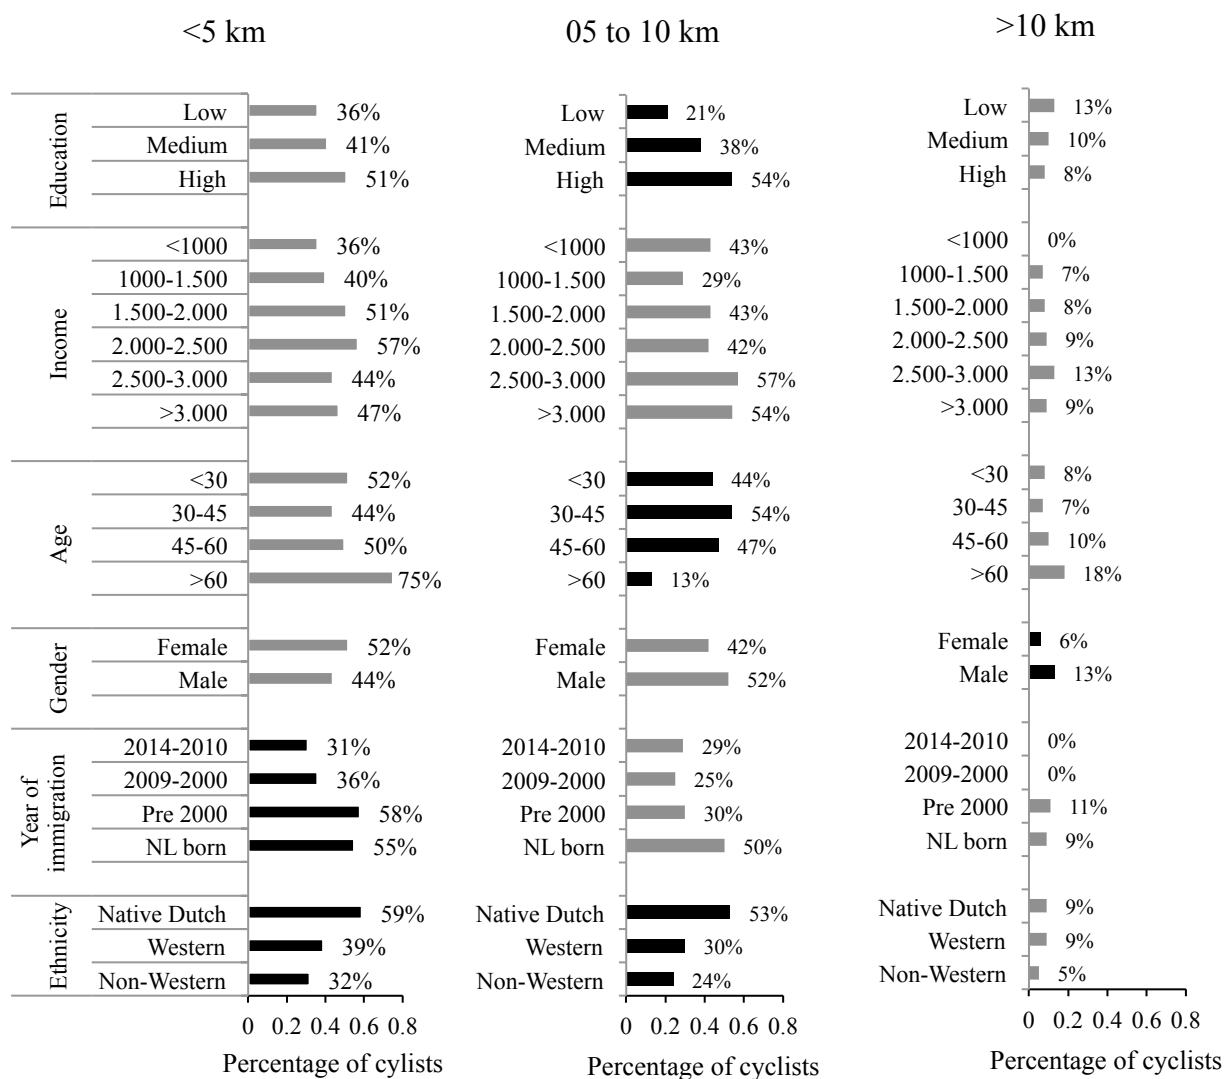 <5 km 05 to 10 km >10 km
Education
Low 36% Low 21% Low 13%
Medium 41% Medium 38% Medium 10%
High 51% High 54% High 8%
Income
<1000 36% <1000 43% <1000 0%
1000-1.500 40% 1000-1.500 29% 1000-1.500 7%
1.500-2.000 51% 1.500-2.000 43% 1.500-2.000 8%
2.000-2.500 57% 2.000-2.500 42% 2.000-2.500 9%
2.500-3.000 44% 2.500-3.000 57% 2.500-3.000 13%
>3.000 47% >3.000 54% >3.000 9%
Age
<30 52% <30 44% <30 8%
30-45 44% 30-45 54% 30-45 7%
45-60 50% 45-60 47% 45-60 10%
>60 75% >60 13% >60 18%
Gender
Female 52% Female 42% Female 6%
Male 44% Male 52% Male 13%
Year of
immigration
2014-2010 31% 2014-2010 29% 2014-2010 0%
2009-2000 36% 2009-2000 25% 2009-2000 0%
Pre 2000 58% Pre 2000 30% Pre 2000 11%
NL born 55% NL born 50% NL born 9%
Ethnicity
Native Dutch 59% Native Dutch 53% Native Dutch 9%
Western 39% Western 30% Western 9%
Non-Western 32% Non-Western 24% Non-Western 5%
0 0.2 0.4 0.6 0.8 0 0.2 0.4 0.6 0.8 0 0.2 0.4 0.6 0.8
Percentage of cylists Percentage of cyclists Percentage of cyclists